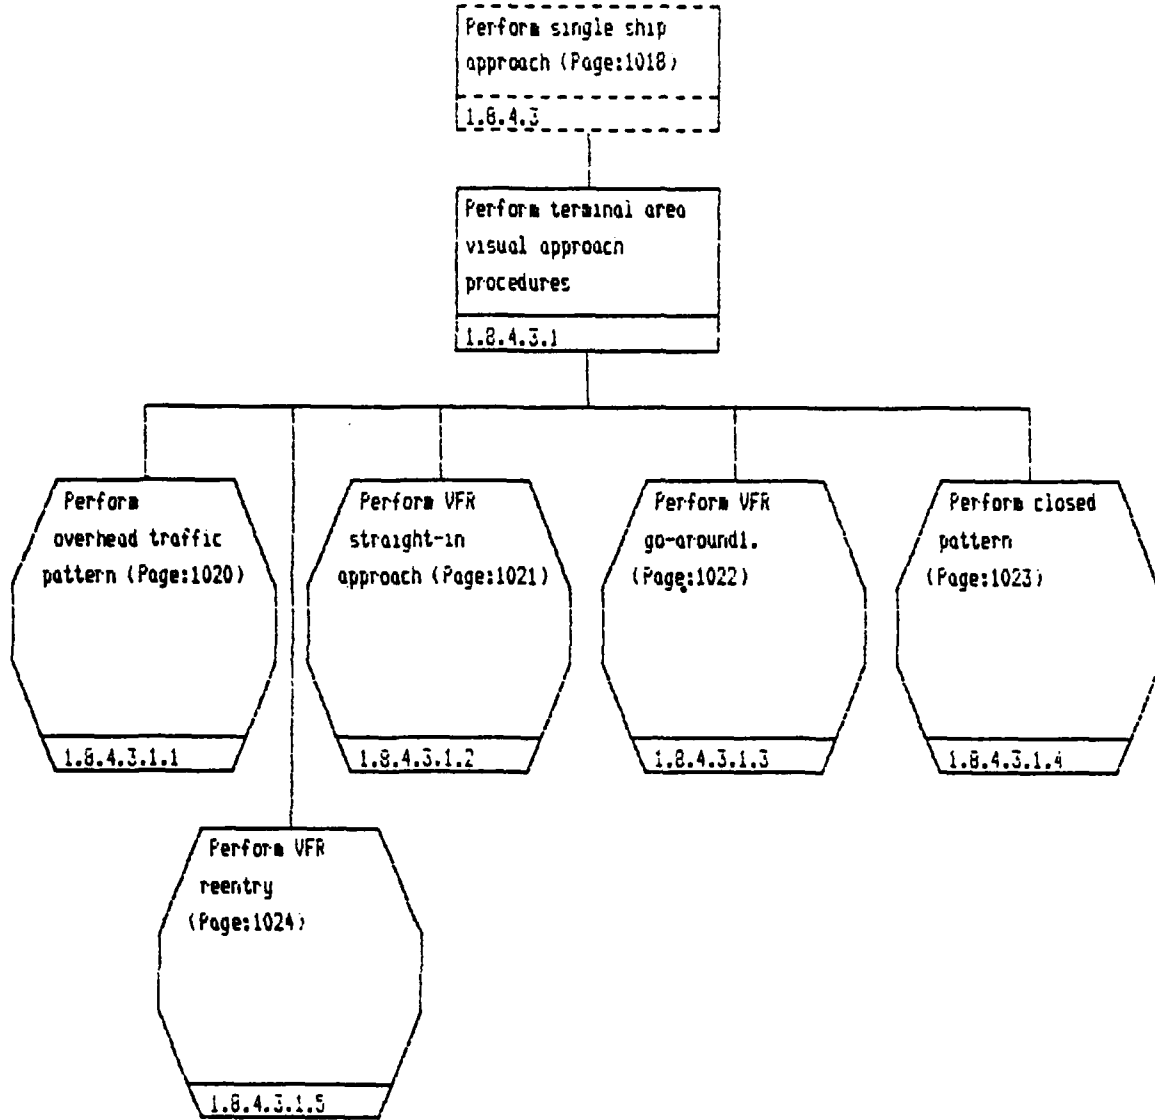 Perform single ship
approach (Page:1018)
1.8.4.3
Perform terminal area
visual approach
procedures
1.8.4.3.1
Perform
overhead traffic
pattern (Page:1020)
1.8.4.3.1.1
Perform VFR
straight-in
approach (Page:1021)
1.8.4.3.1.2
Perform VFR
go-around1.
(Page:1022)
1.8.4.3.1.3
Perform closed
pattern
(Page:1023)
1.8.4.3.1.4
Perform VFR
reentry
(Page:1024)
1.8.4.3.1.5